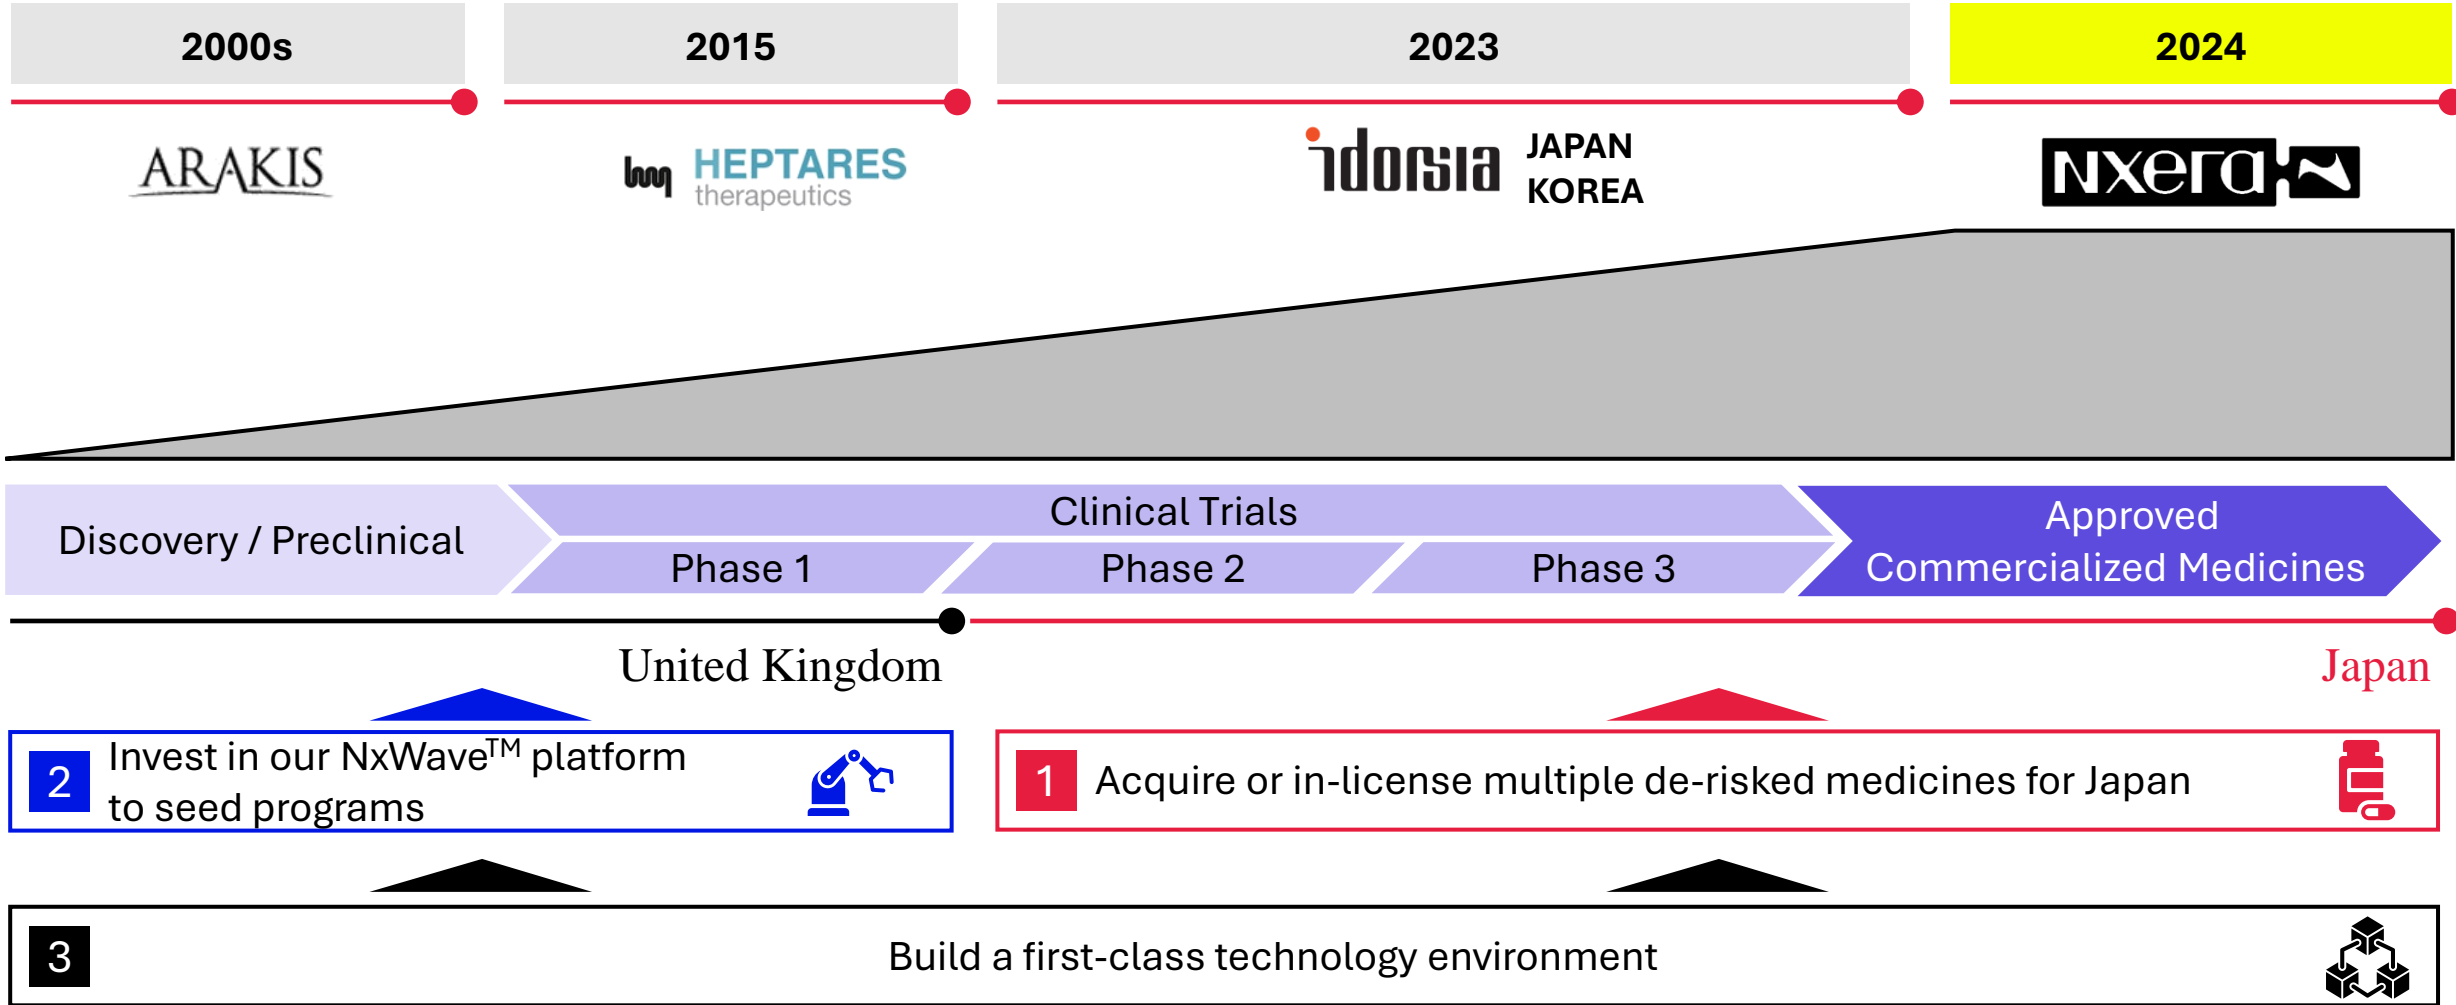 2000s
2015
2023
2024
ARAKIS
HEPTARES
therapeutics
idorsia
JAPAN
KOREA
Nxera
Discovery / Preclinical
Clinical Trials
Phase 1
Phase 2
Phase 3
Approved
Commercialized Medicines
United Kingdom
Japan
2
Invest in our NxWave™ platform
to seed programs
1
Acquire or in-license multiple de-risked medicines for Japan
3
Build a first-class technology environment